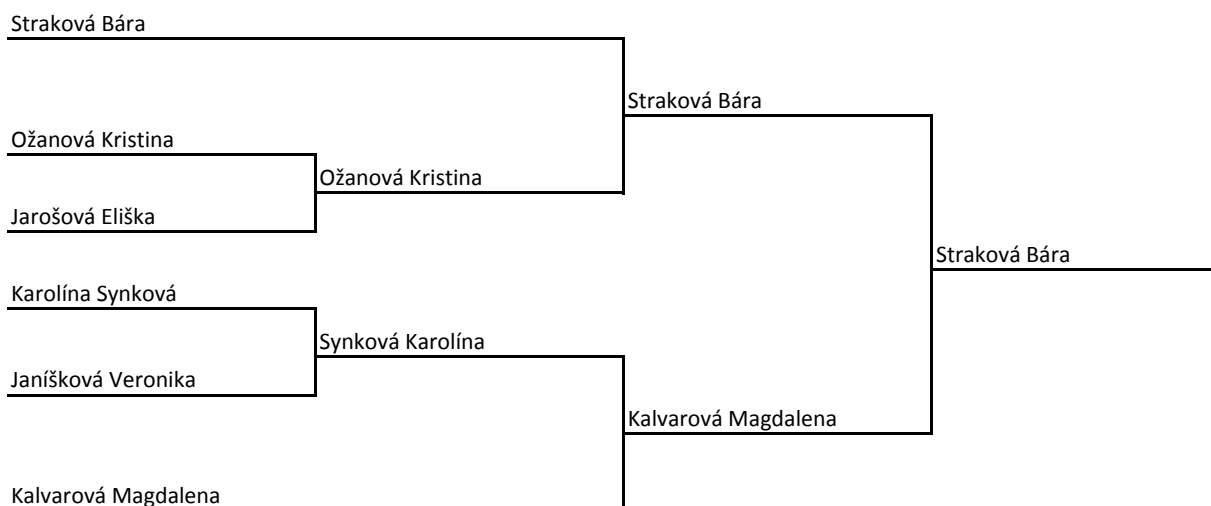 Straková Bára
Straková Bára
Ožanová Kristina
Ožanová Kristina
Jarošová Eliška
Straková Bára
Karolína Synková
Synková Karolína
Janíšková Veronika
Kalvarová Magdalena
Kalvarová Magdalena